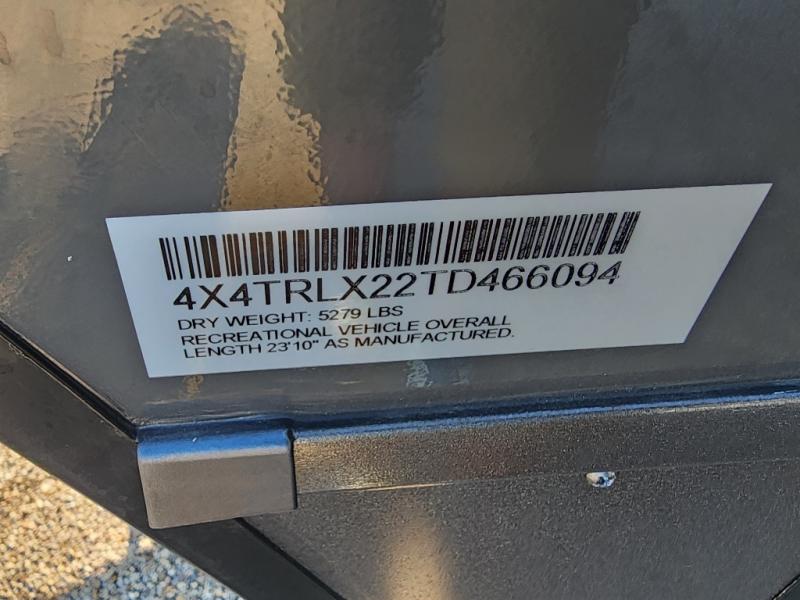 4X4TRLX22TD466094
DRY WEIGHT: 5279 LBS
RECREATIONAL VEHICLE OVERALL
LENGTH 23'10" AS MANUFACTURED.